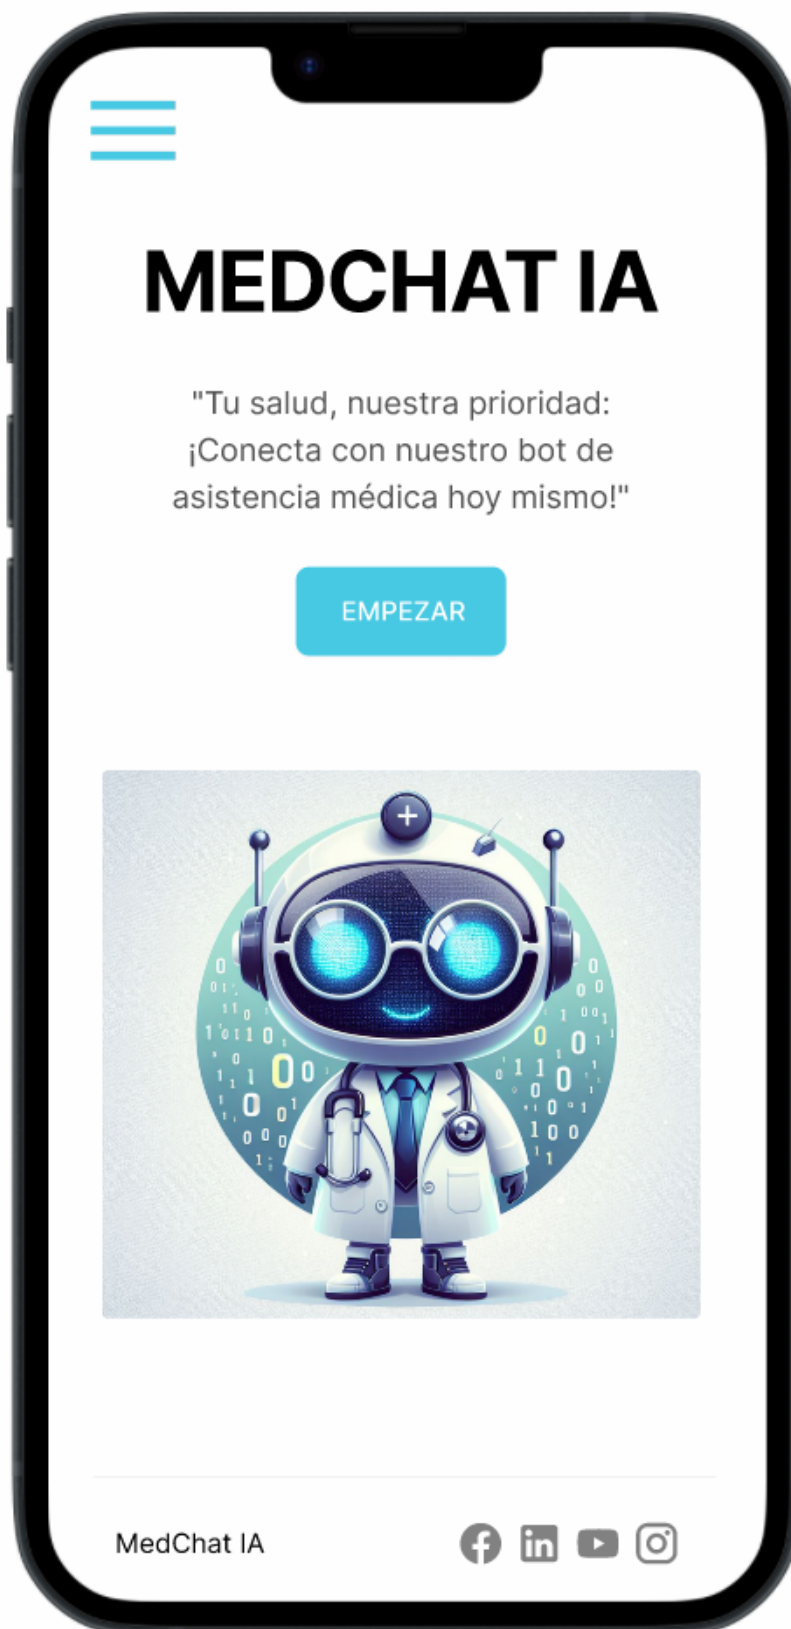 MEDCHAT IA
"Tu salud, nuestra prioridad:
¡Conecta con nuestro bot de
asistencia médica hoy mismo!"
EMPEZAR
MedChat IA